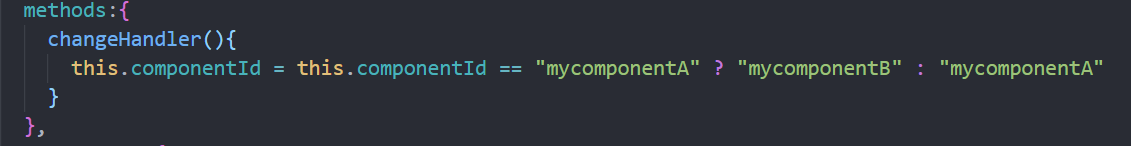 methods:{
changeHandler(){
this.componentId = this.componentId == "mycomponentA" ? "mycomponentB" : "mycomponentA"
}
},